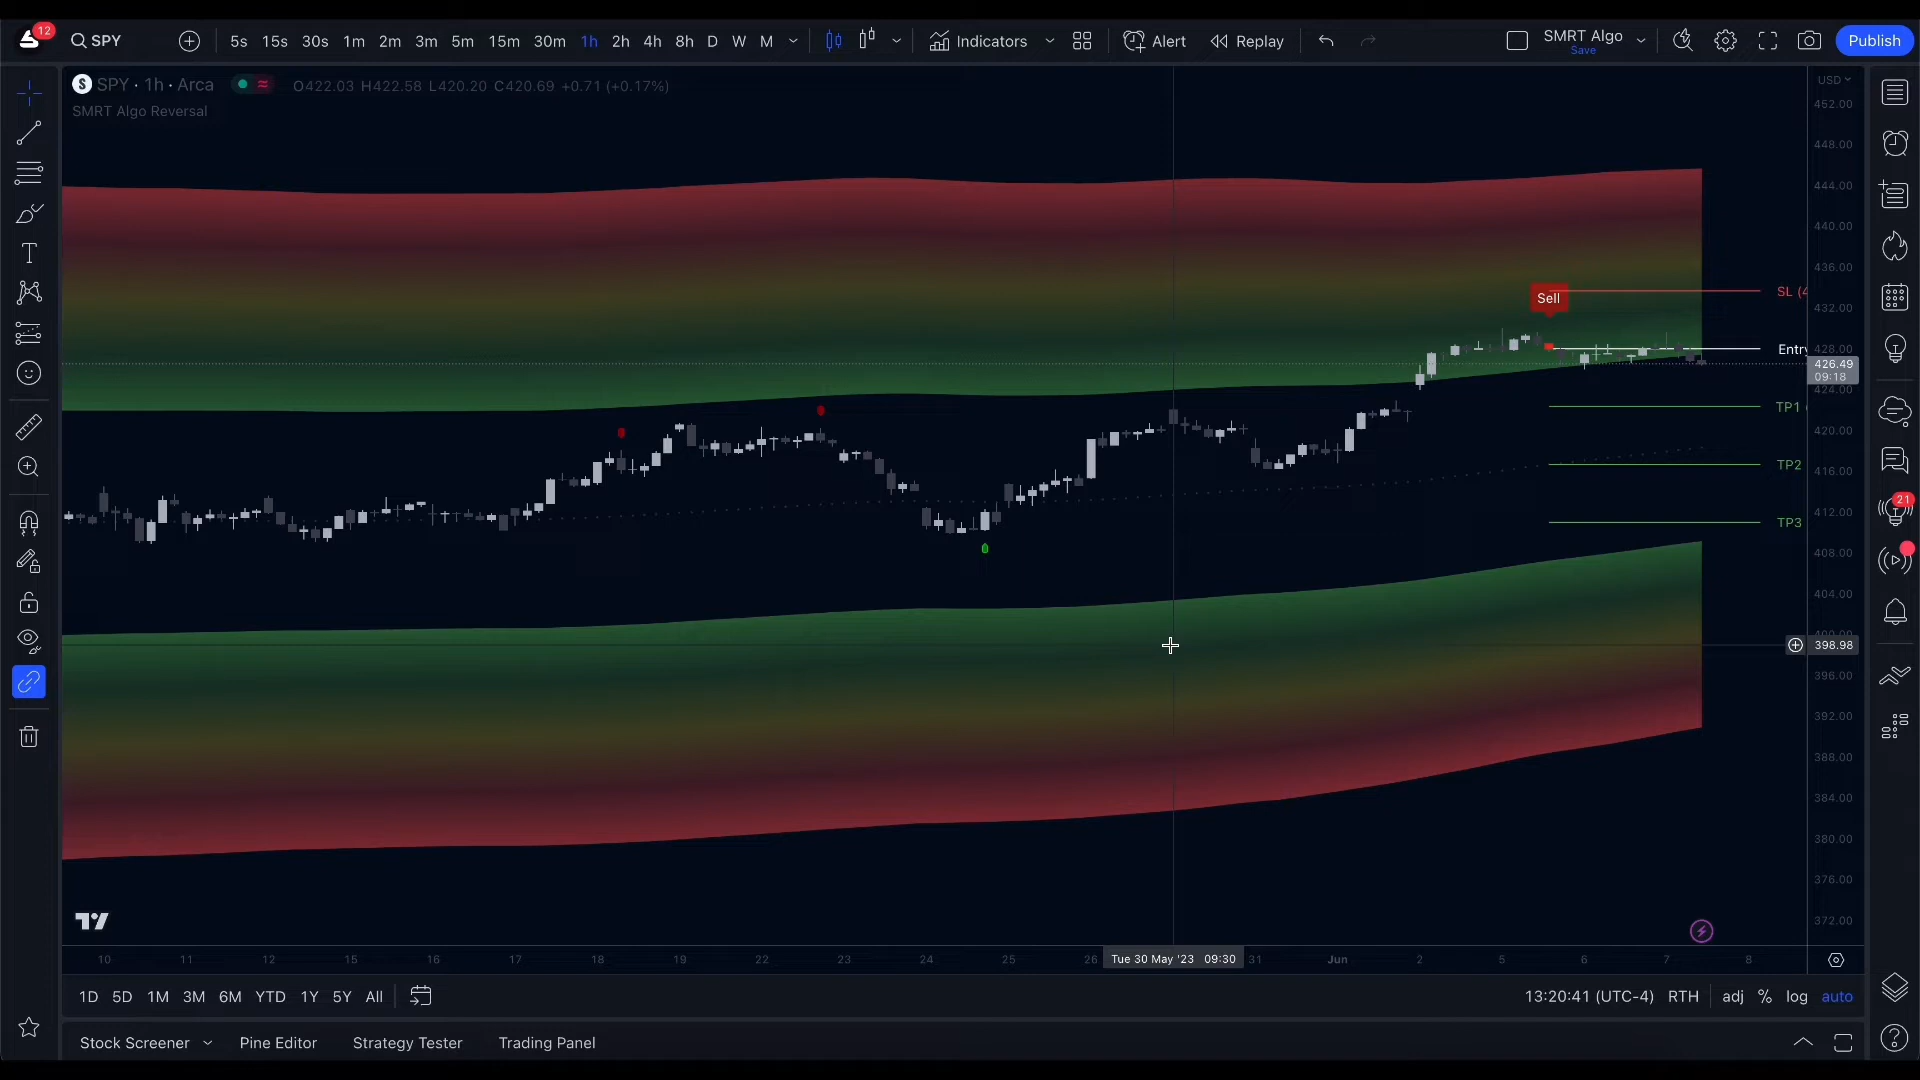 12
SPY
5s 15s 30s 1m 2m 3m 5m 15m 30m 1h 2h 4h 8h D W M
Indicators
Alert
Replay
SMRT Algo
Save
Publish
S SPY · 1h · Arca
O422.03 H422.58 L420.20 C420.69 +0.71 (+0.17%)
SMRT Algo Reversal
USD
452.00
448.00
444.00
440.00
436.00
432.00
428.00
426.49
09:18
424.00
420.00
416.00
412.00
408.00
404.00
400.00
398.98
396.00
392.00
388.00
384.00
380.00
376.00
372.00
Sell
SL (4
Entry
TP1
TP2
TP3
21
10 11 12 15 16 17 18 19 22 23 24 25 26 Tue 30 May '23 09:30 31 Jun 2 5 6 7 8
1D 5D 1M 3M 6M YTD 1Y 5Y All
13:20:41 (UTC-4) RTH adj % log auto
Stock Screener Pine Editor Strategy Tester Trading Panel